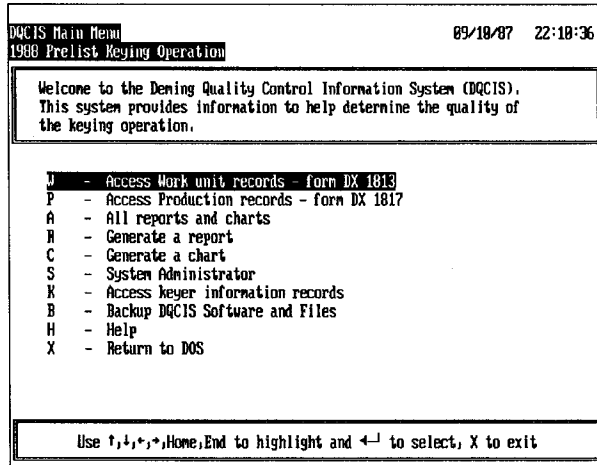 DQCIS Main Menu 09/10/87 22:10:36
1988 Prelist Keying Operation
Welcome to the Deming Quality Control Information System (DQCIS).
This system provides information to help determine the quality of
the keying operation.
W - Access Work unit records - form DX 1813
P - Access Production records - form DX 1817
A - All reports and charts
R - Generate a report
C - Generate a chart
S - System Administrator
K - Access keyer information records
B - Backup DQCIS Software and Files
H - Help
X - Return to DOS
Use ↑,↓,←,→,Home,End to highlight and ←┘ to select, X to exit